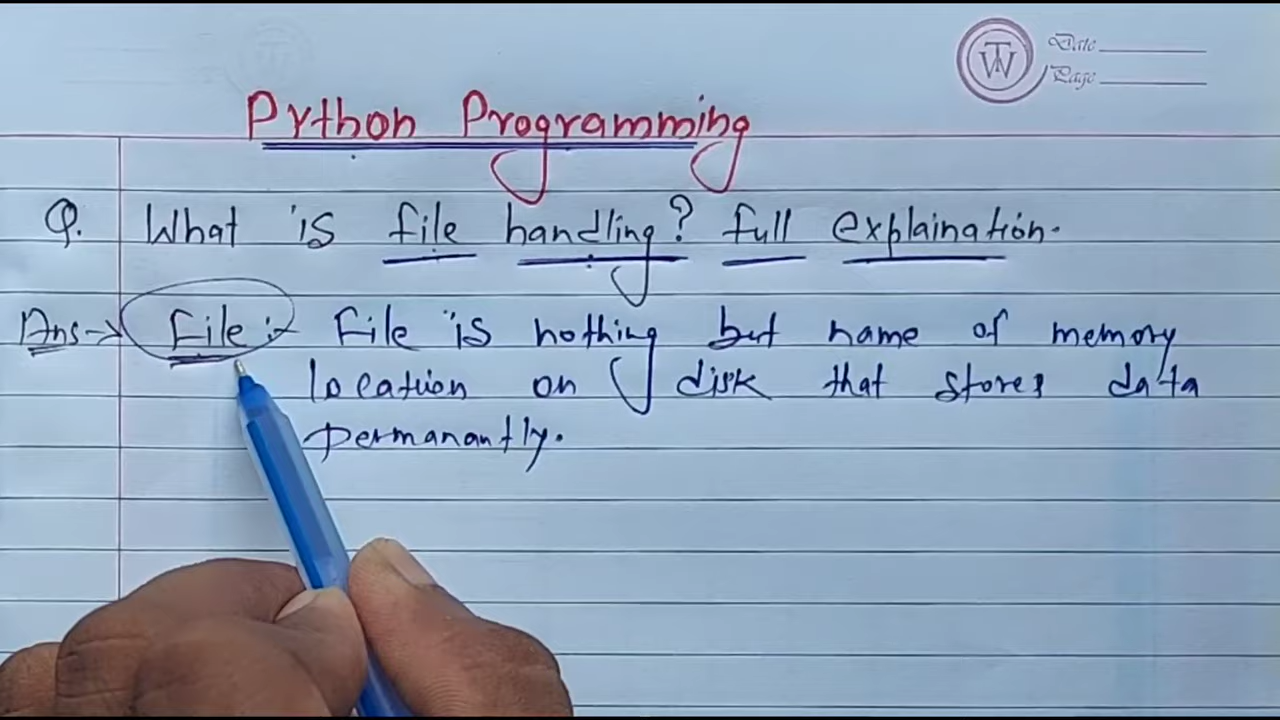 Date
Page
Python Programming
Q. What is file handling? full explaination.
Ans→ File :- File is nothing but name of memory
location on disk that stores data
permanantly.